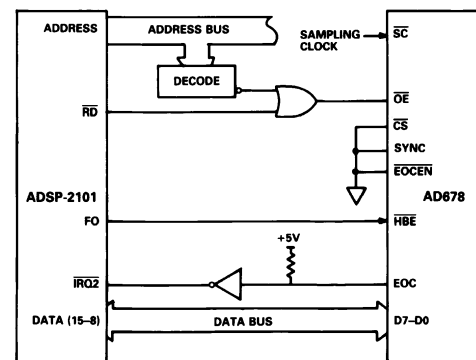 ADDRESS
ADDRESS BUS
SAMPLING
CLOCK
SC
DECODE
OE
RD
CS
SYNC
EOCEN
ADSP-2101
AD678
FO
HBE
+5V
IRQ2
EOC
DATA (15–8)
DATA BUS
D7–D0